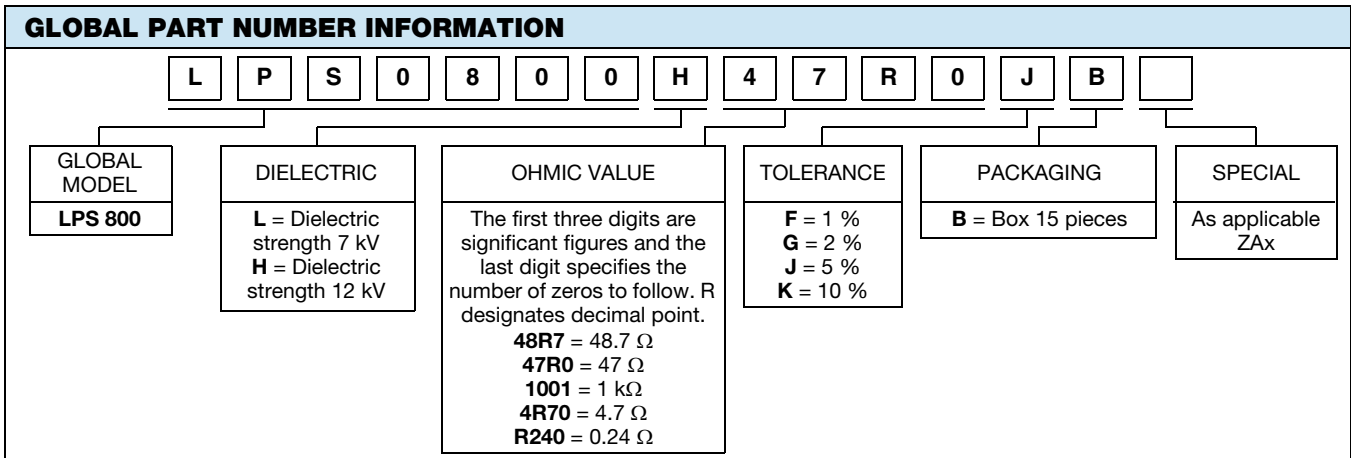 GLOBAL PART NUMBER INFORMATION
L P S 0 8 0 0 H 4 7 R 0 J B
GLOBAL
MODEL
LPS 800
DIELECTRIC
L = Dielectric
strength 7 kV
H = Dielectric
strength 12 kV
OHMIC VALUE
The first three digits are
significant figures and the
last digit specifies the
number of zeros to follow. R
designates decimal point.
48R7 = 48.7 Ω
47R0 = 47 Ω
1001 = 1 kΩ
4R70 = 4.7 Ω
R240 = 0.24 Ω
TOLERANCE
F = 1 %
G = 2 %
J = 5 %
K = 10 %
PACKAGING
B = Box 15 pieces
SPECIAL
As applicable
ZAx